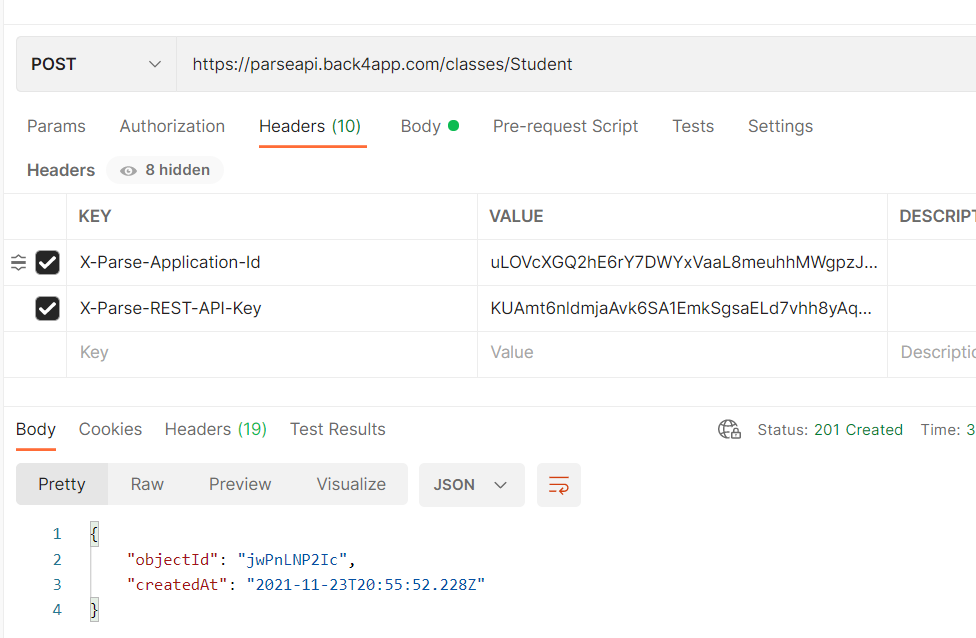 POST https://parseapi.back4app.com/classes/Student
Params Authorization Headers (10) Body Pre-request Script Tests Settings
Headers 8 hidden
KEY VALUE DESCRIPT
X-Parse-Application-Id uLOVcXGQ2hE6rY7DWYxVaaL8meuhhMWgpzJ...
X-Parse-REST-API-Key KUAmt6nldmjaAvk6SA1EmkSgsaELd7vhh8yAq...
Key Value Descriptic
Body Cookies Headers (19) Test Results Status: 201 Created Time: 3
Pretty Raw Preview Visualize JSON
1 {
2 "objectId": "jwPnLNP2Ic",
3 "createdAt": "2021-11-23T20:55:52.228Z"
4 }